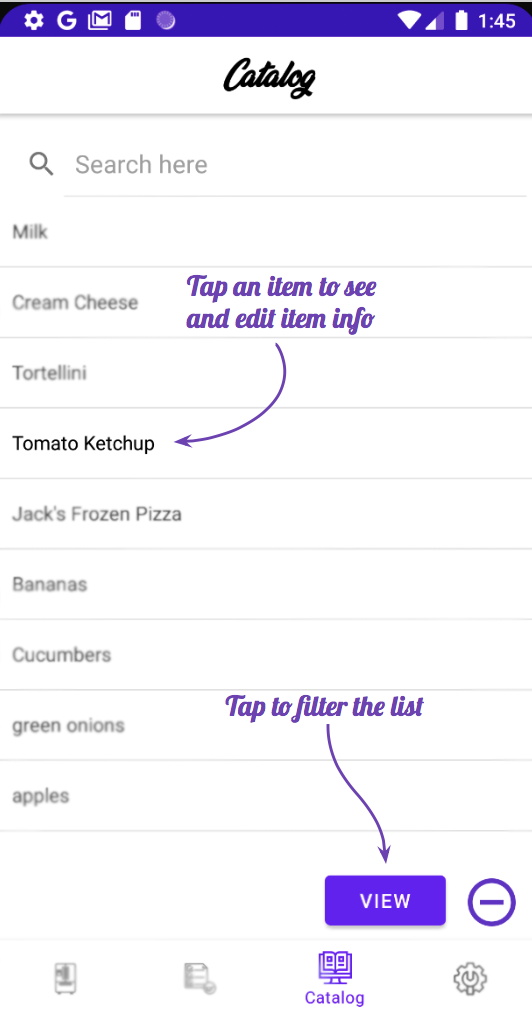 1:45
Catalog
Search here
Milk
Tap an item to see
and edit item info
Cream Cheese
Tortellini
Tomato Ketchup
Jack's Frozen Pizza
Bananas
Cucumbers
Tap to filter the list
green onions
apples
VIEW
Catalog